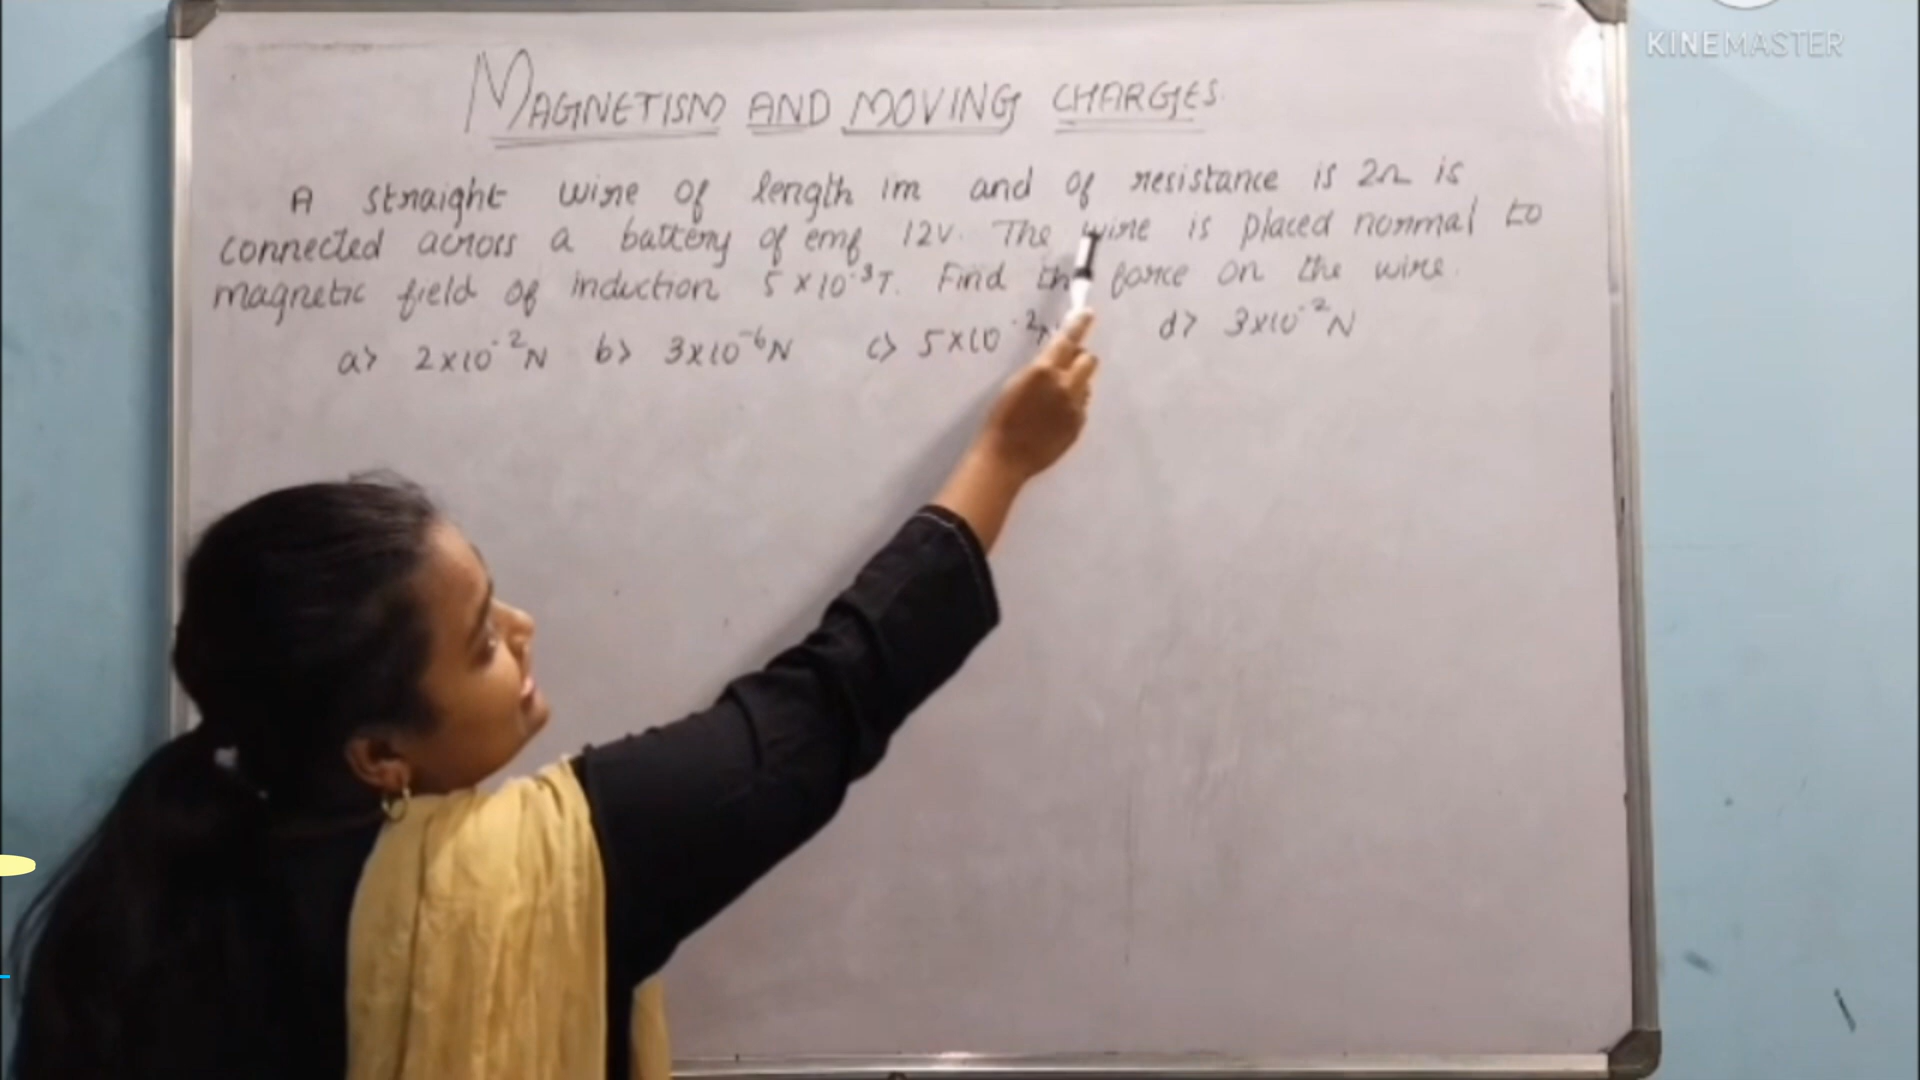 KINEMASTER
MAGNETISM AND MOVING CHARGES.
A straight wire of length 1m and of resistance is 2Ω is
connected across a battery of emf 12V. The wire is placed normal to
magnetic field of induction 5 × 10⁻³T. Find the force on the wire.
a> 2×10⁻²N b> 3×10⁻⁶N c> 5×10⁻²N d> 3×10⁻²N